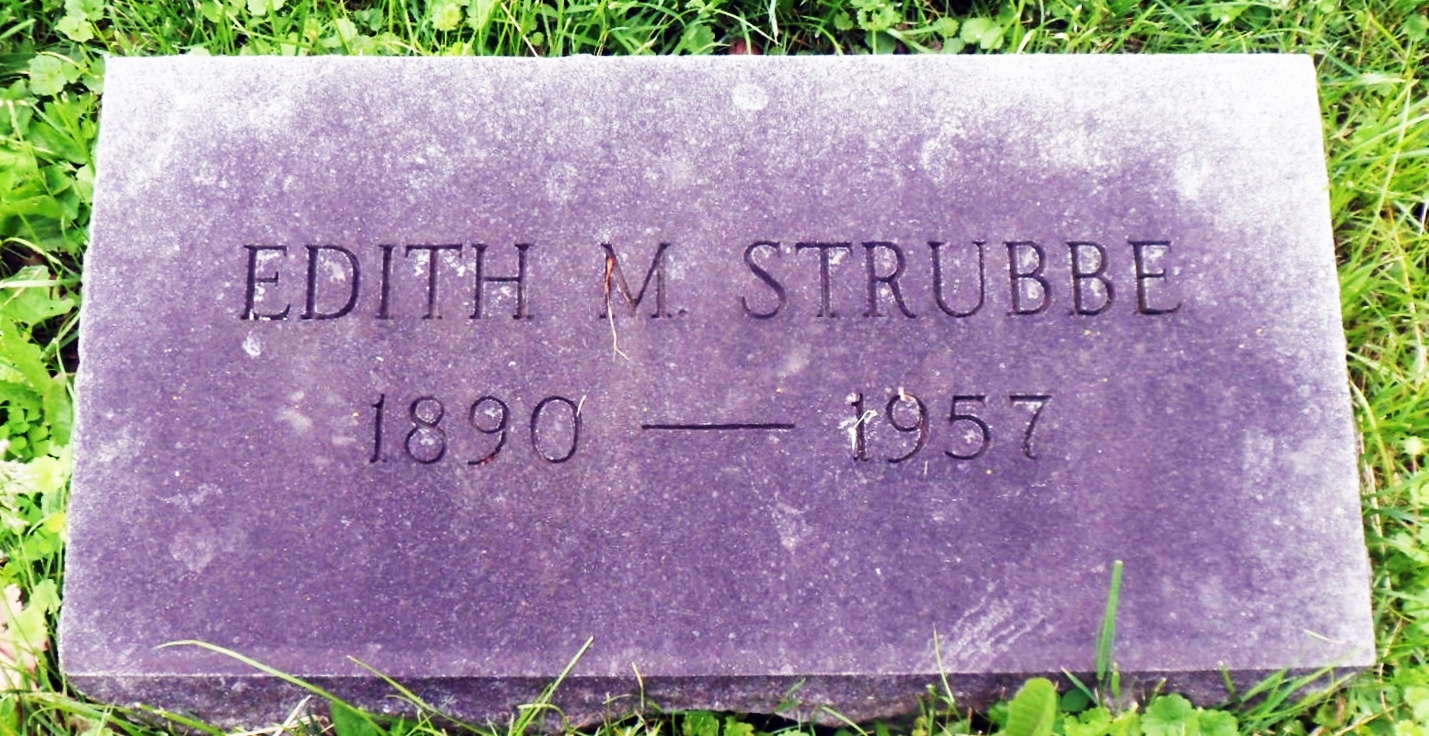 EDITH M. STRUBBE
1890 — 1957